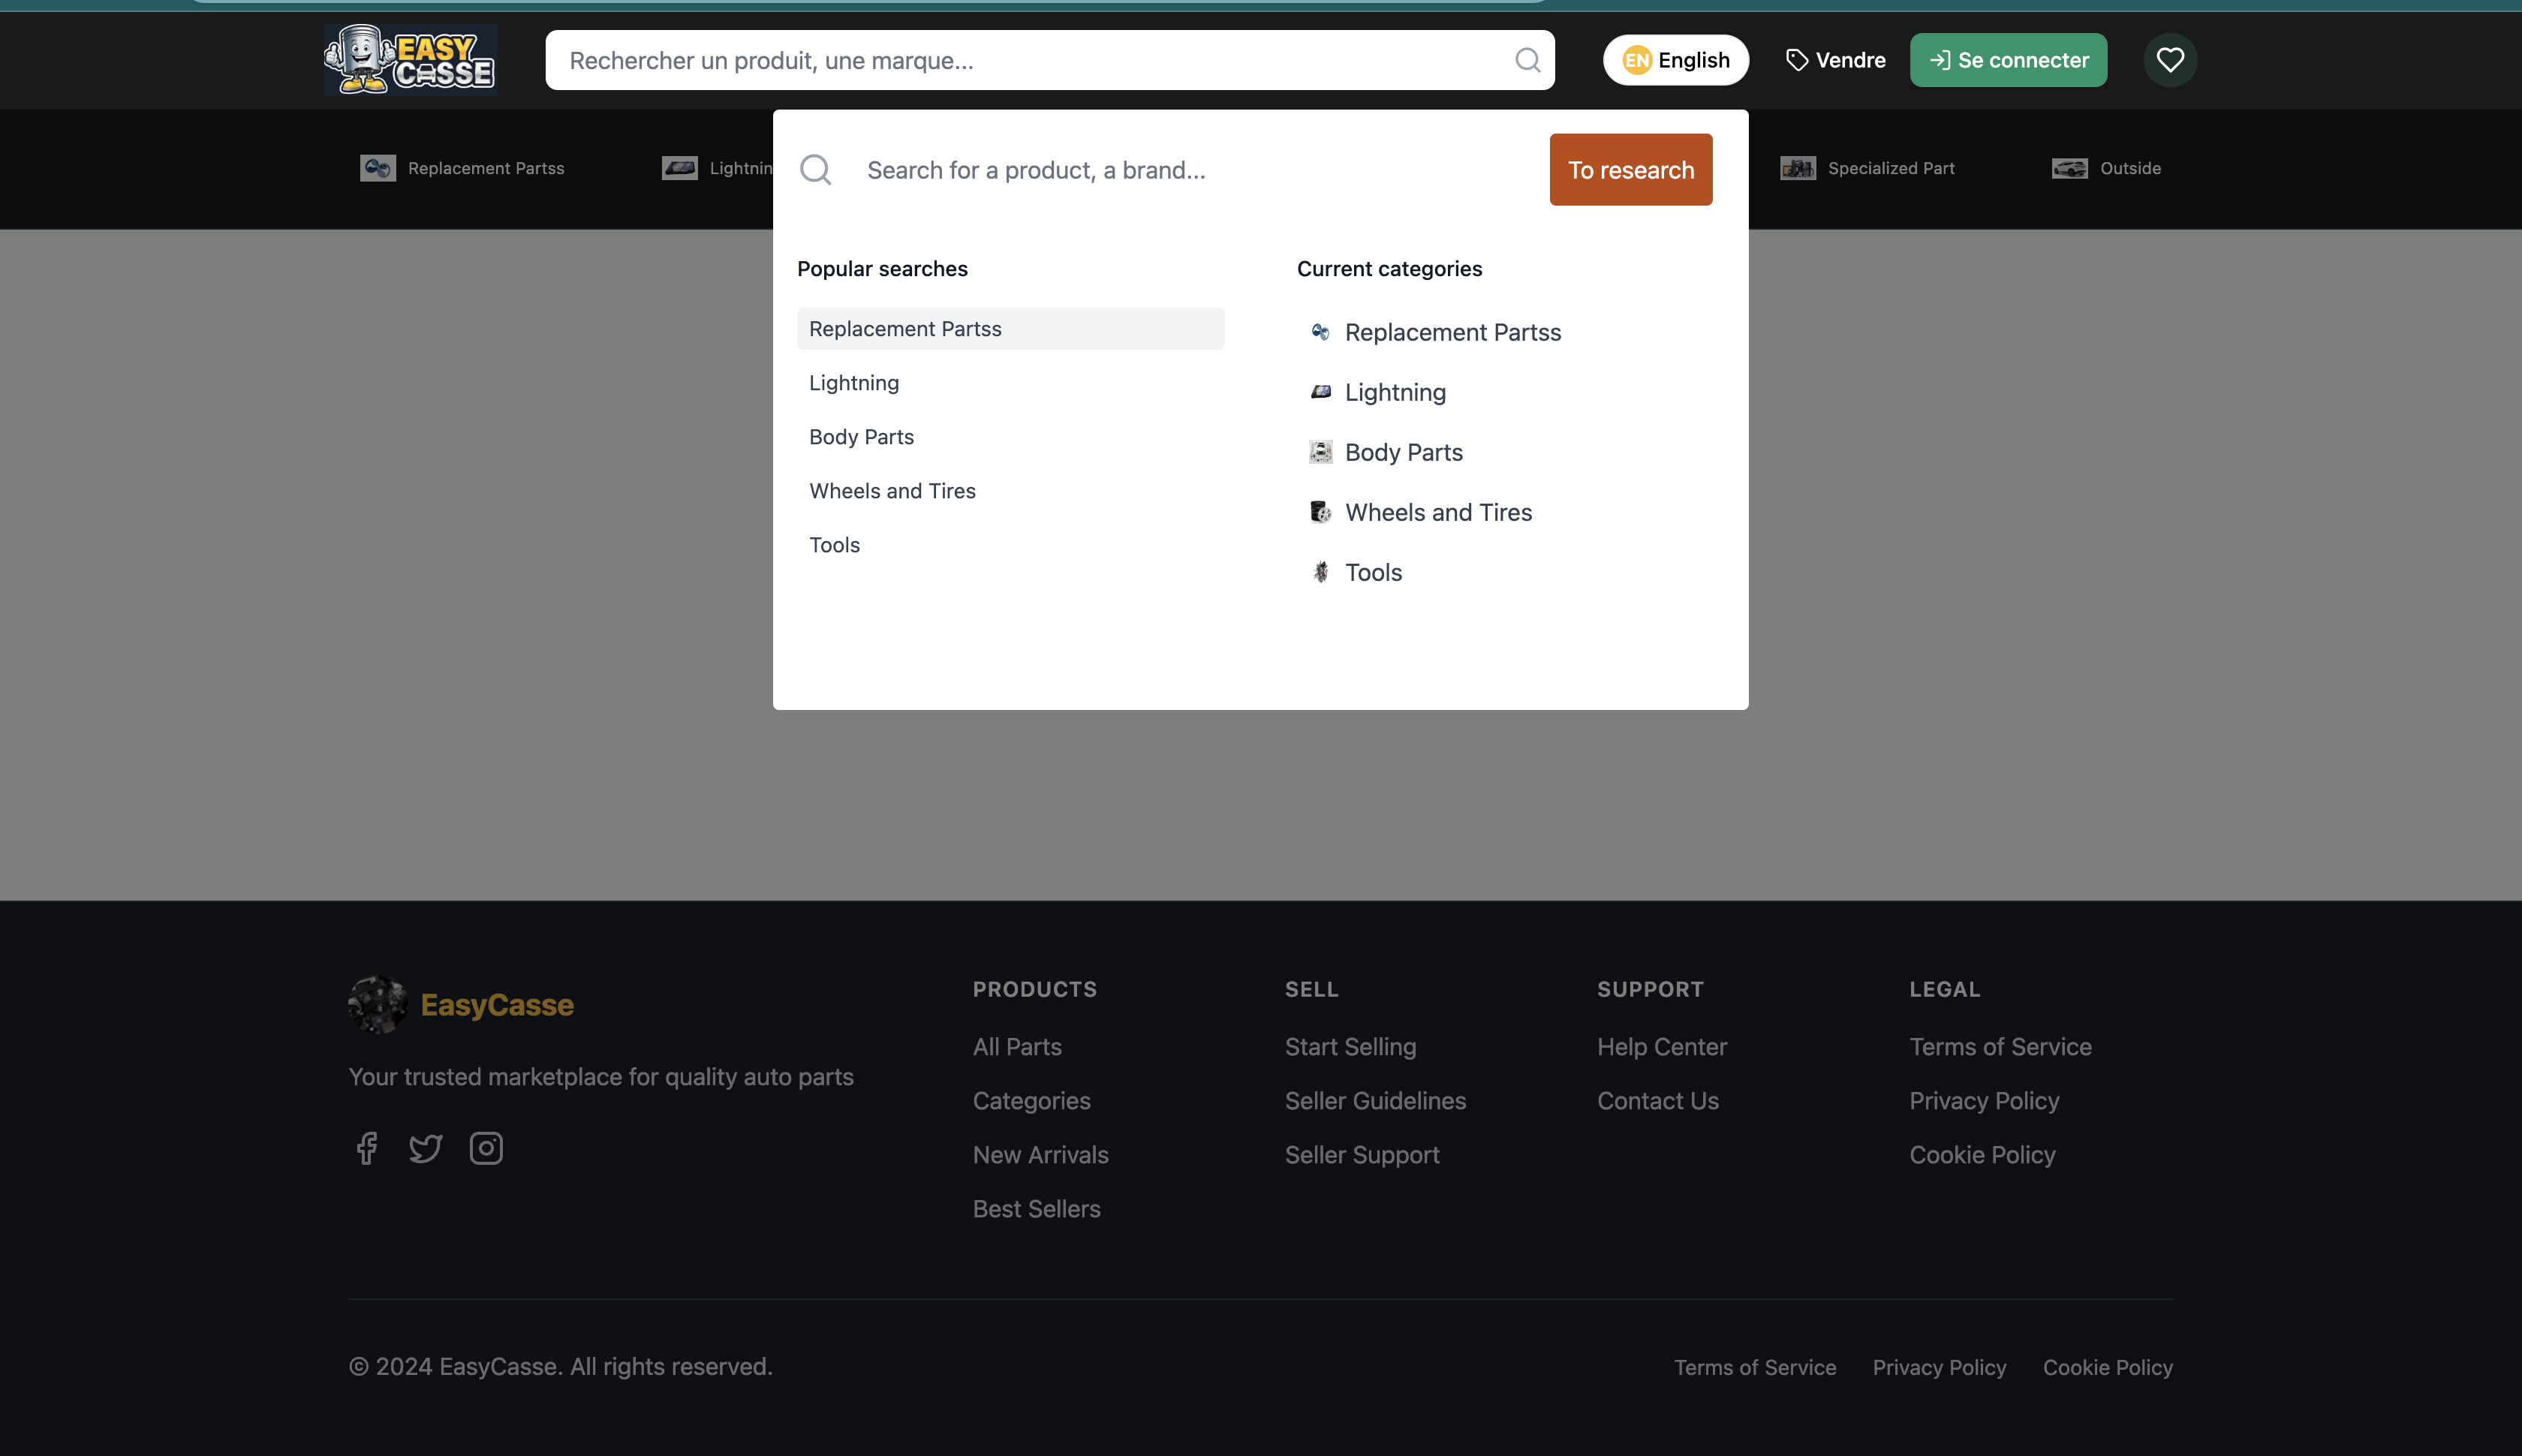 EASY
CASSE
Rechercher un produit, une marque...
EN English
Vendre
Se connecter
Replacement Partss
Lightnin
Specialized Part
Outside
Search for a product, a brand...
To research
Popular searches
Replacement Partss
Lightning
Body Parts
Wheels and Tires
Tools
Current categories
Replacement Partss
Lightning
Body Parts
Wheels and Tires
Tools
EasyCasse
Your trusted marketplace for quality auto parts
PRODUCTS
All Parts
Categories
New Arrivals
Best Sellers
SELL
Start Selling
Seller Guidelines
Seller Support
SUPPORT
Help Center
Contact Us
LEGAL
Terms of Service
Privacy Policy
Cookie Policy
© 2024 EasyCasse. All rights reserved.
Terms of Service
Privacy Policy
Cookie Policy